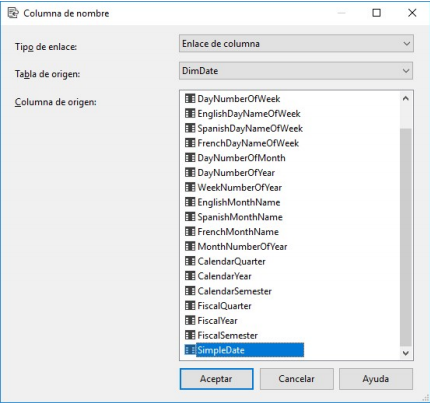 Columna de nombre
Tipo de enlace: Enlace de columna
Tabla de origen: DimDate
Columna de origen:
DayNumberOfWeek
EnglishDayNameOfWeek
SpanishDayNameOfWeek
FrenchDayNameOfWeek
DayNumberOfMonth
DayNumberOfYear
WeekNumberOfYear
EnglishMonthName
SpanishMonthName
FrenchMonthName
MonthNumberOfYear
CalendarQuarter
CalendarYear
CalendarSemester
FiscalQuarter
FiscalYear
FiscalSemester
SimpleDate
Aceptar Cancelar Ayuda